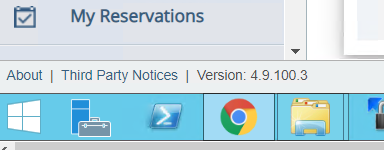 My Reservations
About | Third Party Notices | Version: 4.9.100.3